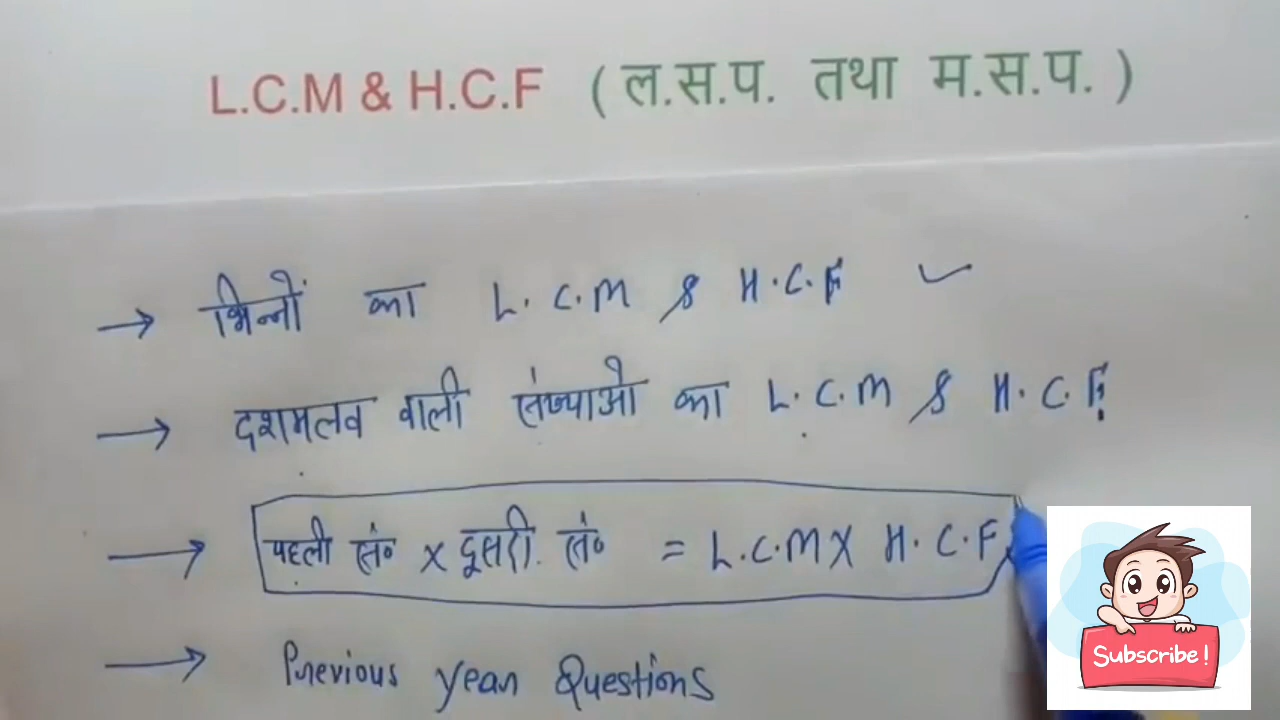 L.C.M & H.C.F ( ल.स.प. तथा म.स.प. )
→ भिन्नों का L.C.M & H.C.F ✓
→ दशमलव वाली संख्याओ का L.C.M & H.C.F.
→ पहली सं० × दूसरी. सं० = L.C.M X H.C.F
→ Previous year Questions
Subscribe!